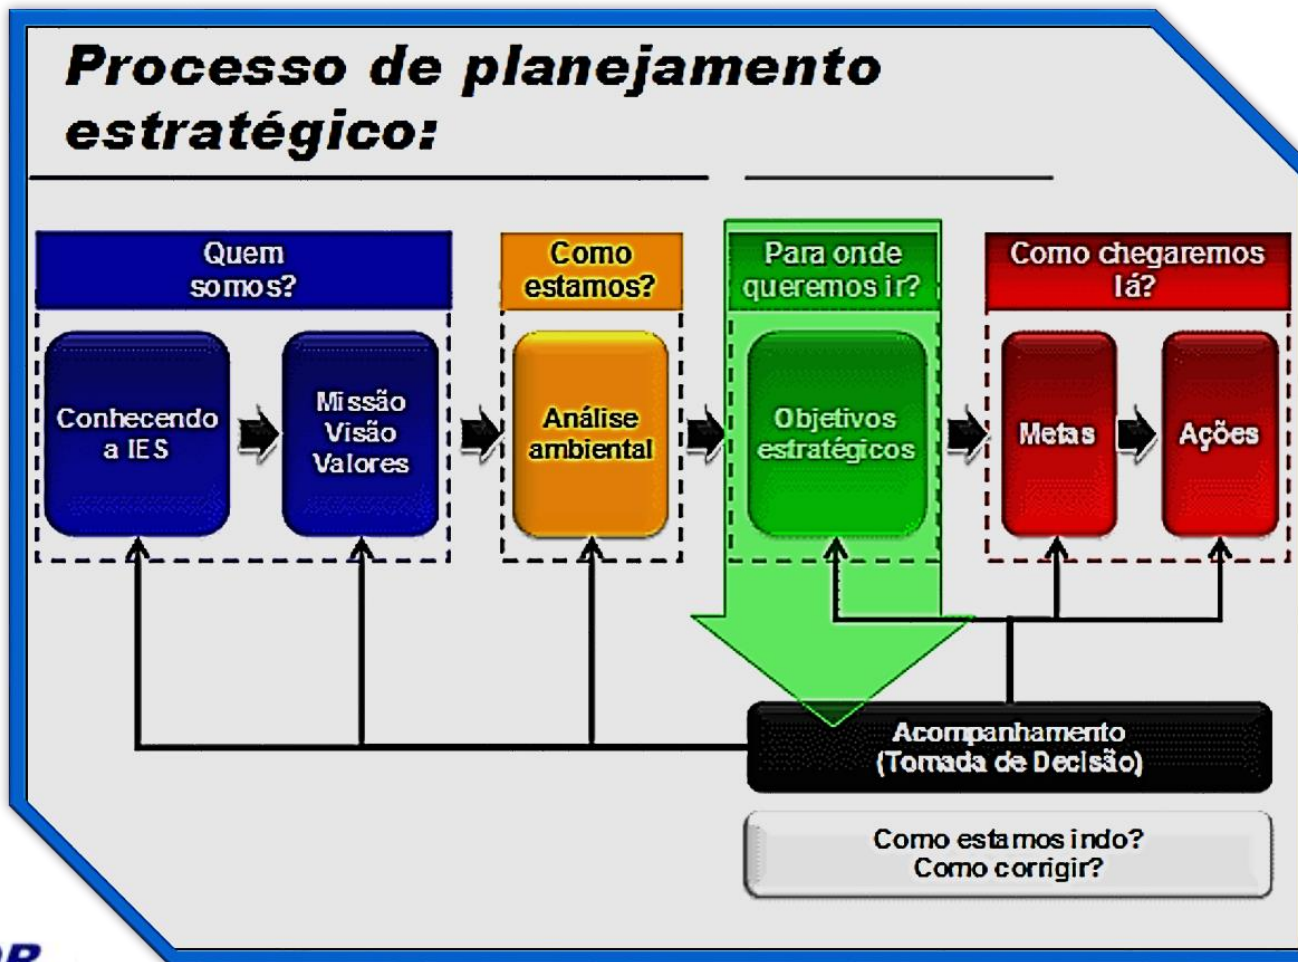 Processo de planejamento
estratégico:
Quem
somos?
Como
estamos?
Para onde
queremos ir?
Como chegaremos
lá?
Conhecendo
a IES
Missão
Visão
Valores
Análise
ambiental
Objetivos
estratégicos
Metas
Ações
Acompanhamento
(Tomada de Decisão)
Como estamos indo?
Como corrigir?